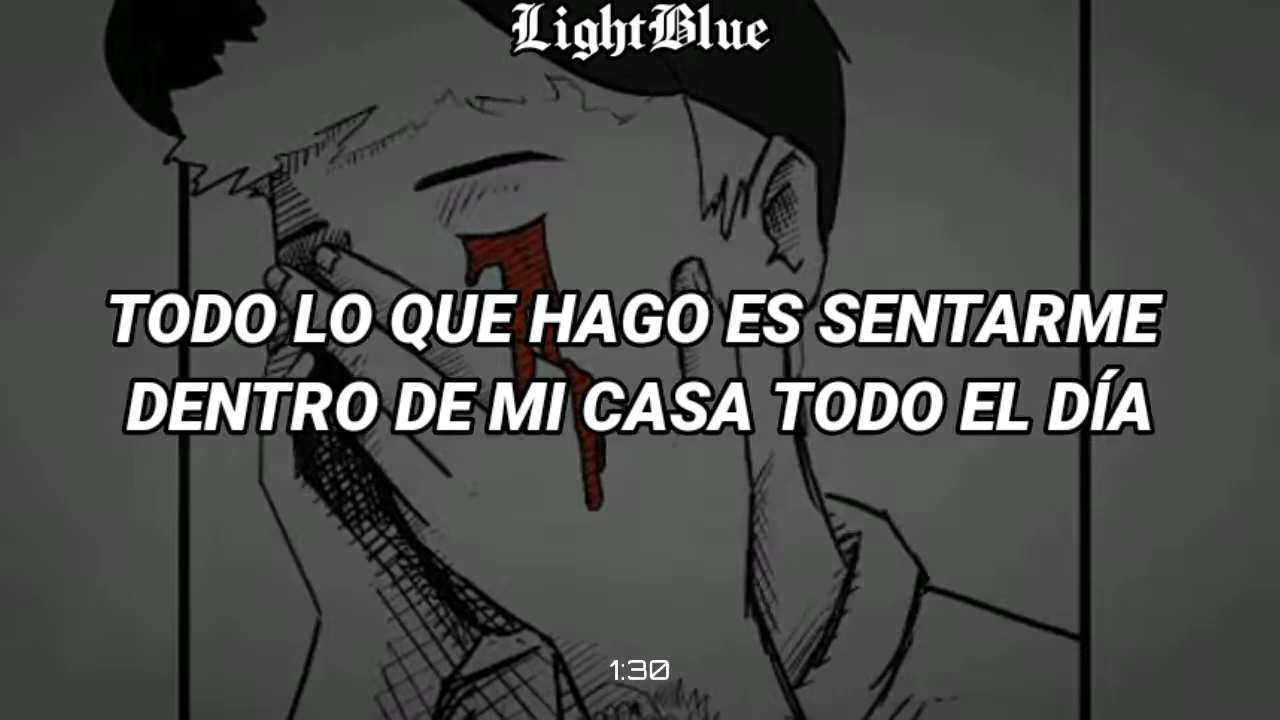 LightBlue
TODO LO QUE HAGO ES SENTARME
DENTRO DE MI CASA TODO EL DÍA
1:30